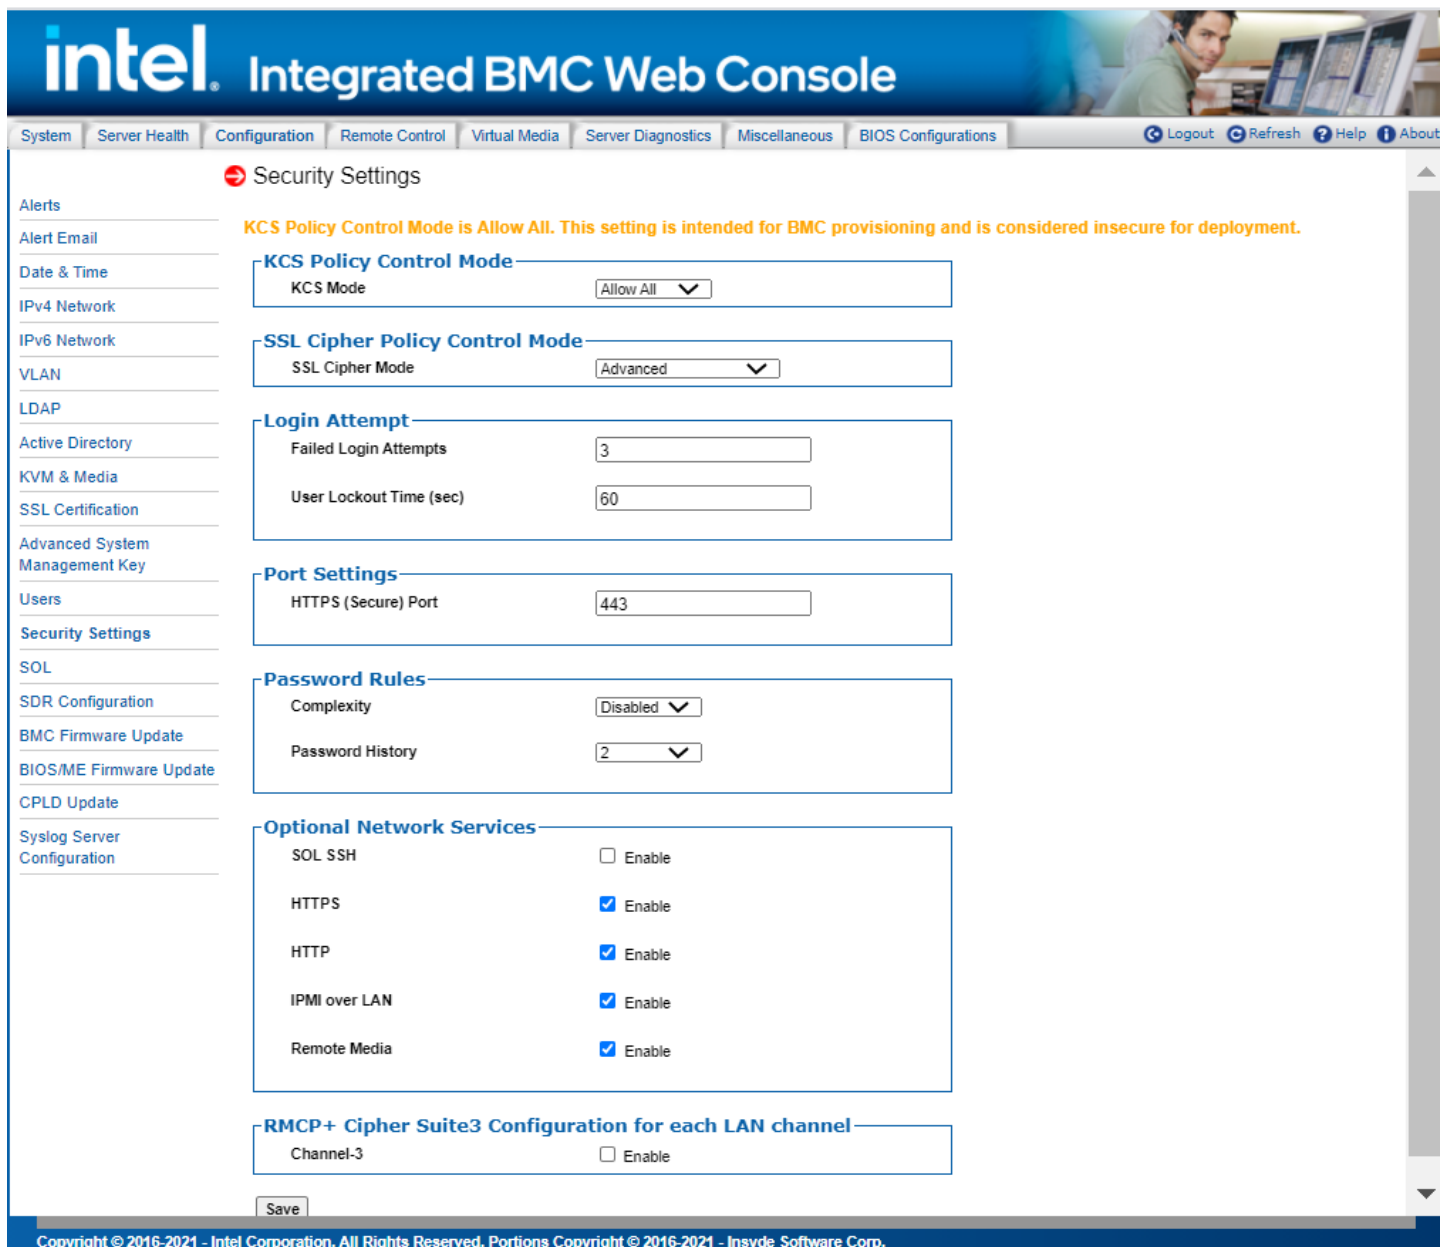 intel. Integrated BMC Web Console
System Server Health Configuration Remote Control Virtual Media Server Diagnostics Miscellaneous BIOS Configurations Logout Refresh Help About
Security Settings
Alerts
Alert Email
Date & Time
IPv4 Network
IPv6 Network
VLAN
LDAP
Active Directory
KVM & Media
SSL Certification
Advanced System
Management Key
Users
Security Settings
SOL
SDR Configuration
BMC Firmware Update
BIOS/ME Firmware Update
CPLD Update
Syslog Server
Configuration
KCS Policy Control Mode is Allow All. This setting is intended for BMC provisioning and is considered insecure for deployment.
KCS Policy Control Mode
KCS Mode Allow All
SSL Cipher Policy Control Mode
SSL Cipher Mode Advanced
Login Attempt
Failed Login Attempts 3
User Lockout Time (sec) 60
Port Settings
HTTPS (Secure) Port 443
Password Rules
Complexity Disabled
Password History 2
Optional Network Services
SOL SSH Enable
HTTPS Enable
HTTP Enable
IPMI over LAN Enable
Remote Media Enable
RMCP+ Cipher Suite3 Configuration for each LAN channel
Channel-3 Enable
Save
Copyright © 2016-2021 - Intel Corporation. All Rights Reserved. Portions Copyright © 2016-2021 - Insyde Software Corp.